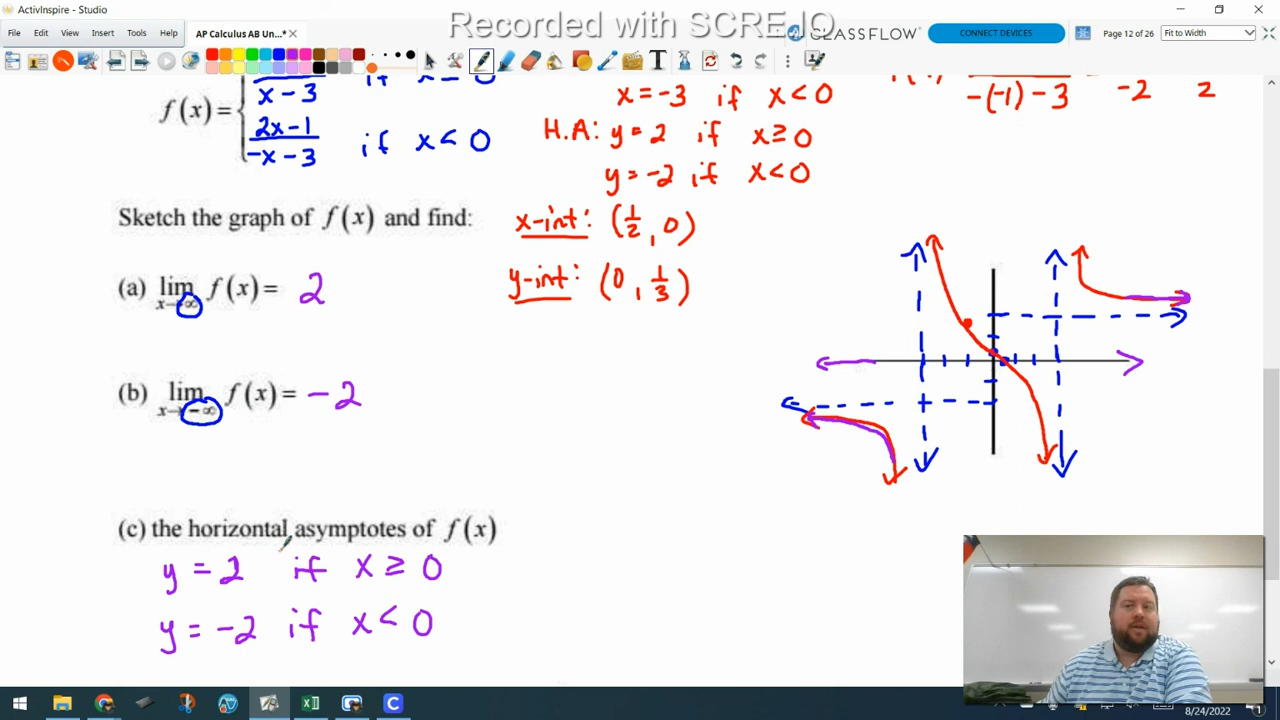 ActivInspire - Studio
Recorded with SCRE.IO
AP Calculus AB Un...*
CLASSFLOW
CONNECT DEVICES
File Edit View Insert Tools Help
Page 12 of 26
Fit to Width
x - 3
f(x) =
2x - 1
-x - 3
if x < 0
x = -3 if x < 0
H.A: y = 2 if x ≥ 0
y = -2 if x < 0
-(-1) - 3
-2
2
Sketch the graph of f(x) and find:
x-int: (1/2, 0)
y-int: (0, 1/3)
(a) lim x→∞ f(x) = 2
(b) lim x→-∞ f(x) = -2
(c) the horizontal asymptotes of f(x)
y = 2 if x ≥ 0
y = -2 if x < 0
8/24/2022